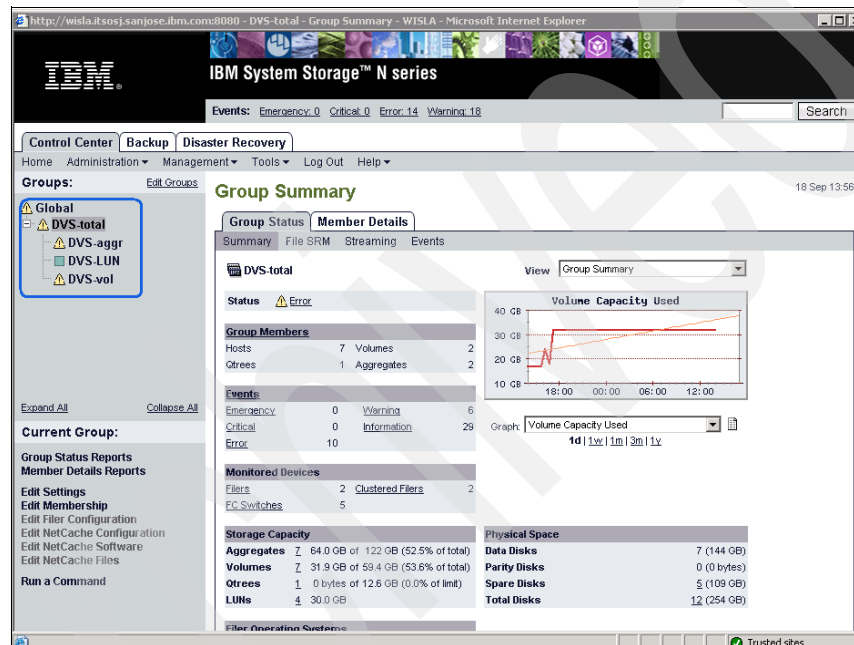 http://wisla.itsosj.sanjose.ibm.com:8080 - DVS-total - Group Summary - WISLA - Microsoft Internet Explorer
IBM
IBM System Storage™ N series
Events: Emergency: 0 Critical: 0 Error: 14 Warning: 18
Search
Control Center Backup Disaster Recovery
Home Administration Management Tools Log Out Help
Groups: Edit Groups
Global
DVS-total
DVS-aggr
DVS-LUN
DVS-vol
Expand All Collapse All
Current Group:
Group Status Reports
Member Details Reports
Edit Settings
Edit Membership
Edit Filer Configuration
Edit NetCache Configuration
Edit NetCache Software
Edit NetCache Files
Run a Command
Group Summary
18 Sep 13:56
Group Status Member Details
Summary File SRM Streaming Events
DVS-total
View Group Summary
Status Error
Group Members
Hosts 7 Volumes 2
Qtrees 1 Aggregates 2
Events
Emergency 0 Warning 6
Critical 0 Information 29
Error 10
Monitored Devices
Filers 2 Clustered Filers 2
FC Switches 5
Volume Capacity Used
40 GB
30 GB
20 GB
10 GB
18:00 00:00 06:00 12:00
Graph: Volume Capacity Used
1d | 1w | 1m | 3m | 1y
Storage Capacity
Aggregates 7 64.0 GB of 122 GB (52.5% of total)
Volumes 7 31.9 GB of 59.4 GB (53.6% of total)
Qtrees 1 0 bytes of 12.6 GB (0.0% of limit)
LUNs 4 30.0 GB
Physical Space
Data Disks 7 (144 GB)
Parity Disks 0 (0 bytes)
Spare Disks 5 (109 GB)
Total Disks 12 (254 GB)
Filer Operating Systems
Trusted sites